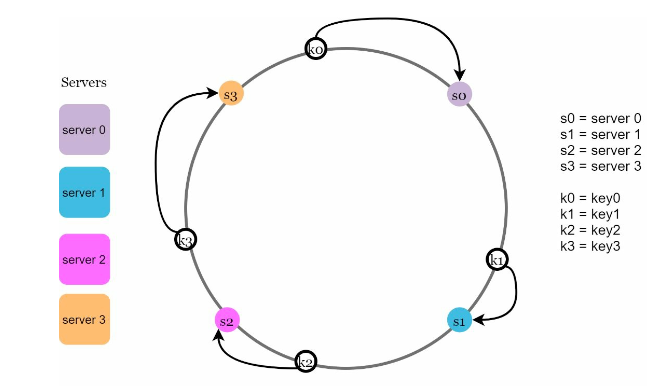 Servers
server 0
server 1
server 2
server 3
k0
s0
s3
k3
k1
s2
s1
k2
s0 = server 0
s1 = server 1
s2 = server 2
s3 = server 3
k0 = key0
k1 = key1
k2 = key2
k3 = key3